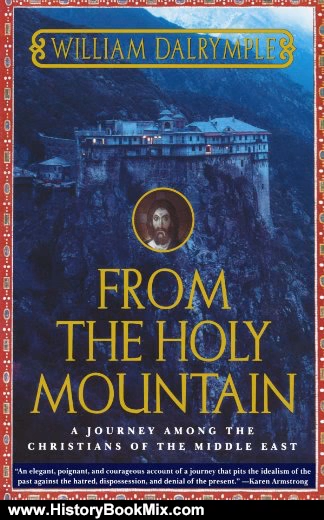 WILLIAM DALRYMPLE
FROM
THE HOLY
MOUNTAIN
A JOURNEY AMONG THE
CHRISTIANS OF THE MIDDLE EAST
"An elegant, poignant, and courageous account of a journey that pits the idealism of the
past against the hatred, dispossession, and denial of the present." —Karen Armstrong
www.HistoryBookMix.com